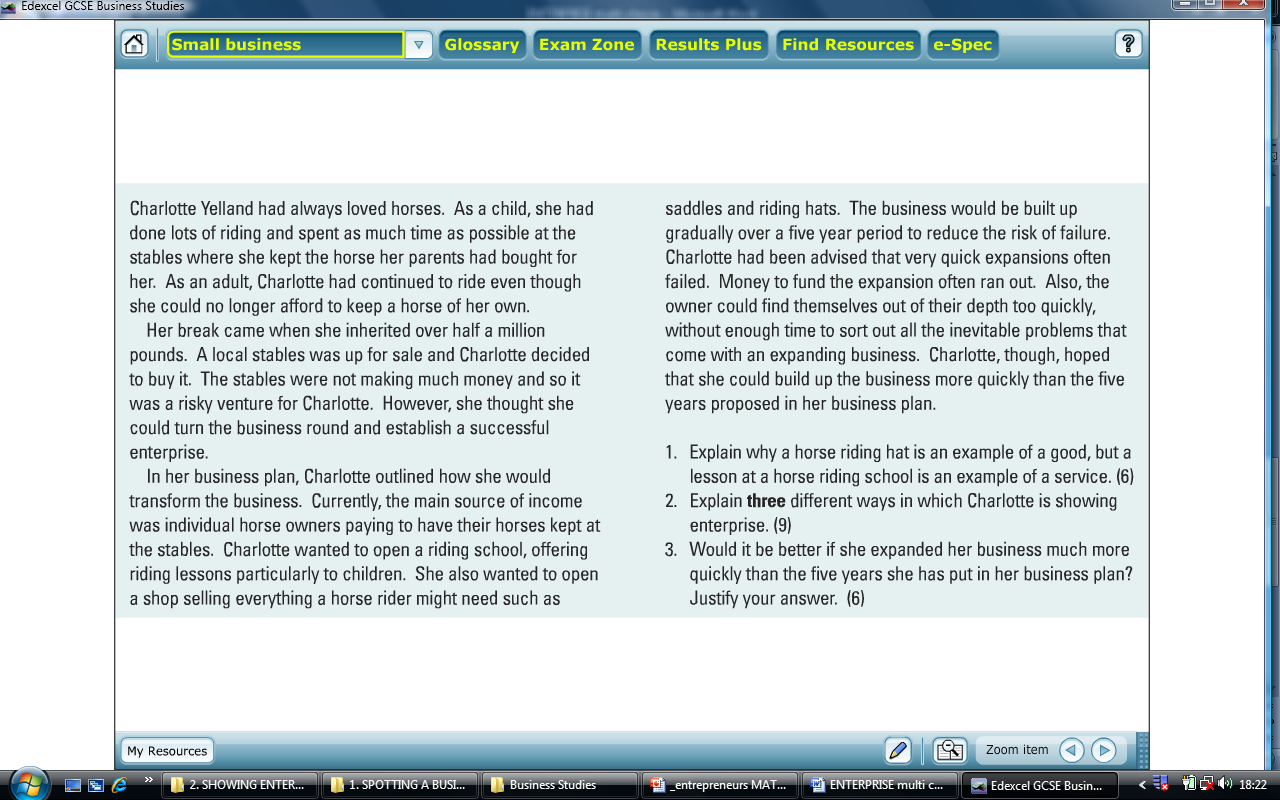 Edexcel GCSE Business Studies
Small business
Glossary
Exam Zone
Results Plus
Find Resources
e-Spec
?
Charlotte Yelland had always loved horses. As a child, she had
done lots of riding and spent as much time as possible at the
stables where she kept the horse her parents had bought for
her. As an adult, Charlotte had continued to ride even though
she could no longer afford to keep a horse of her own.
Her break came when she inherited over half a million
pounds. A local stables was up for sale and Charlotte decided
to buy it. The stables were not making much money and so it
was a risky venture for Charlotte. However, she thought she
could turn the business round and establish a successful
enterprise.
In her business plan, Charlotte outlined how she would
transform the business. Currently, the main source of income
was individual horse owners paying to have their horses kept at
the stables. Charlotte wanted to open a riding school, offering
riding lessons particularly to children. She also wanted to open
a shop selling everything a horse rider might need such as
saddles and riding hats. The business would be built up
gradually over a five year period to reduce the risk of failure.
Charlotte had been advised that very quick expansions often
failed. Money to fund the expansion often ran out. Also, the
owner could find themselves out of their depth too quickly,
without enough time to sort out all the inevitable problems that
come with an expanding business. Charlotte, though, hoped
that she could build up the business more quickly than the five
years proposed in her business plan.
1. Explain why a horse riding hat is an example of a good, but a
lesson at a horse riding school is an example of a service. (6)
2. Explain three different ways in which Charlotte is showing
enterprise. (9)
3. Would it be better if she expanded her business much more
quickly than the five years she has put in her business plan?
Justify your answer. (6)
My Resources
Zoom item
2. SHOWING ENTER...
1. SPOTTING A BUSI...
Business Studies
_entrepreneurs MAT...
ENTERPRISE multi c...
Edexcel GCSE Busin...
18:22